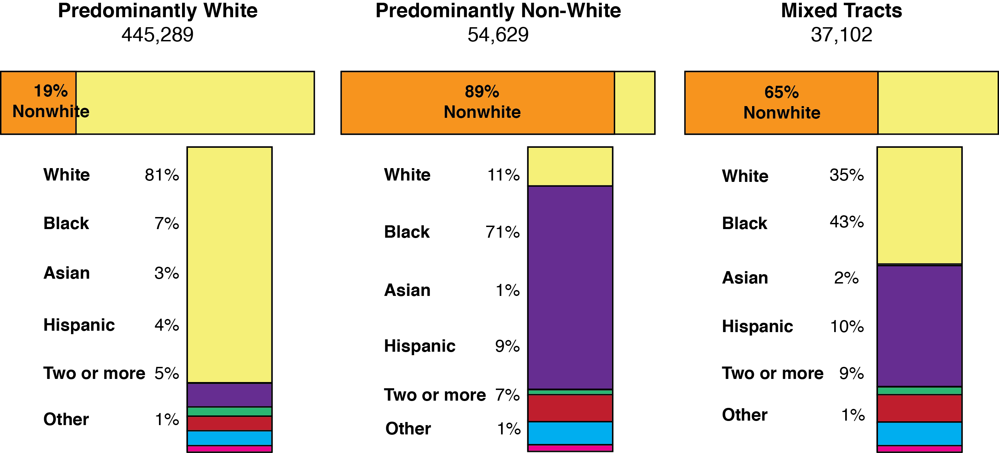 Predominantly White
445,289
19%
Nonwhite
White 81%
Black 7%
Asian 3%
Hispanic 4%
Two or more 5%
Other 1%
Predominantly Non-White
54,629
89%
Nonwhite
White 11%
Black 71%
Asian 1%
Hispanic 9%
Two or more 7%
Other 1%
Mixed Tracts
37,102
65%
Nonwhite
White 35%
Black 43%
Asian 2%
Hispanic 10%
Two or more 9%
Other 1%